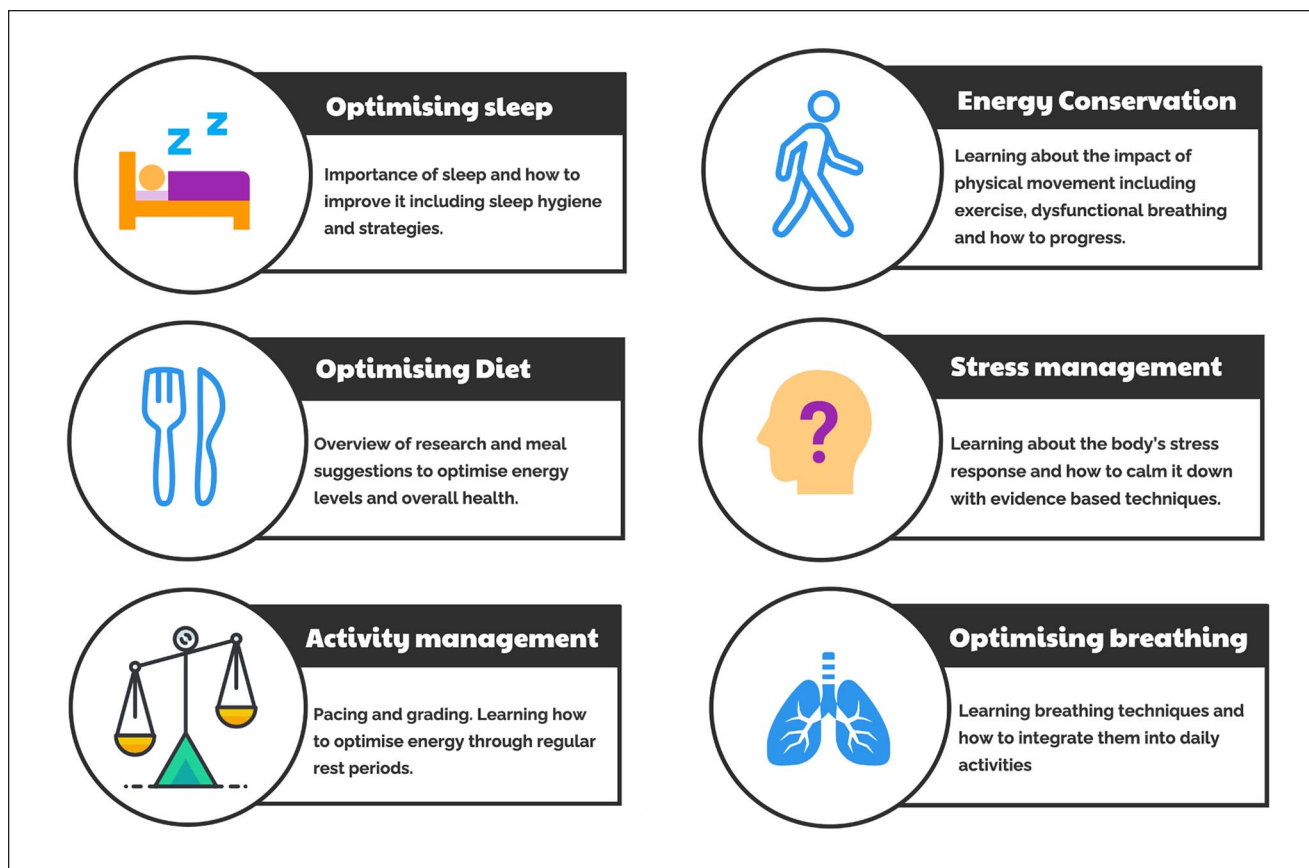 Optimising sleep
Importance of sleep and how to
improve it including sleep hygiene
and strategies.
Energy Conservation
Learning about the impact of
physical movement including
exercise, dysfunctional breathing
and how to progress.
Optimising Diet
Overview of research and meal
suggestions to optimise energy
levels and overall health.
Stress management
Learning about the body's stress
response and how to calm it down
with evidence based techniques.
Activity management
Pacing and grading. Learning how
to optimise energy through regular
rest periods.
Optimising breathing
Learning breathing techniques and
how to integrate them into daily
activities